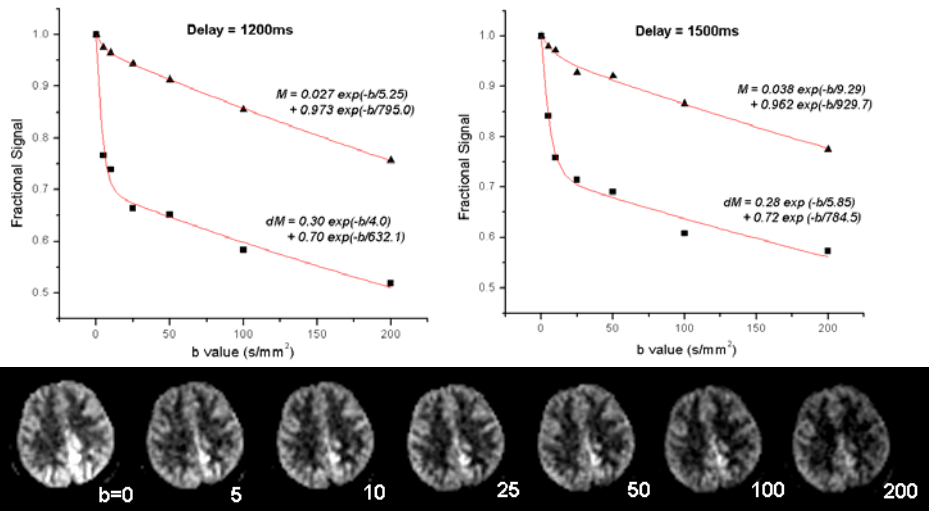 Delay = 1200ms
Fractional Signal
1.0
0.9
0.8
0.7
0.6
0.5
M = 0.027 exp(-b/5.25)
+ 0.973 exp(-b/795.0)
dM = 0.30 exp(-b/4.0)
+ 0.70 exp(-b/632.1)
0 50 100 150 200
b value (s/mm²)
Delay = 1500ms
Fractional Signal
1.0
0.9
0.8
0.7
0.6
0.5
M = 0.038 exp(-b/9.29)
+ 0.962 exp(-b/929.7)
dM = 0.28 exp (-b/5.85)
+ 0.72 exp (-b/784.5)
0 50 100 150 200
b value (s/mm²)
b=0 5 10 25 50 100 200